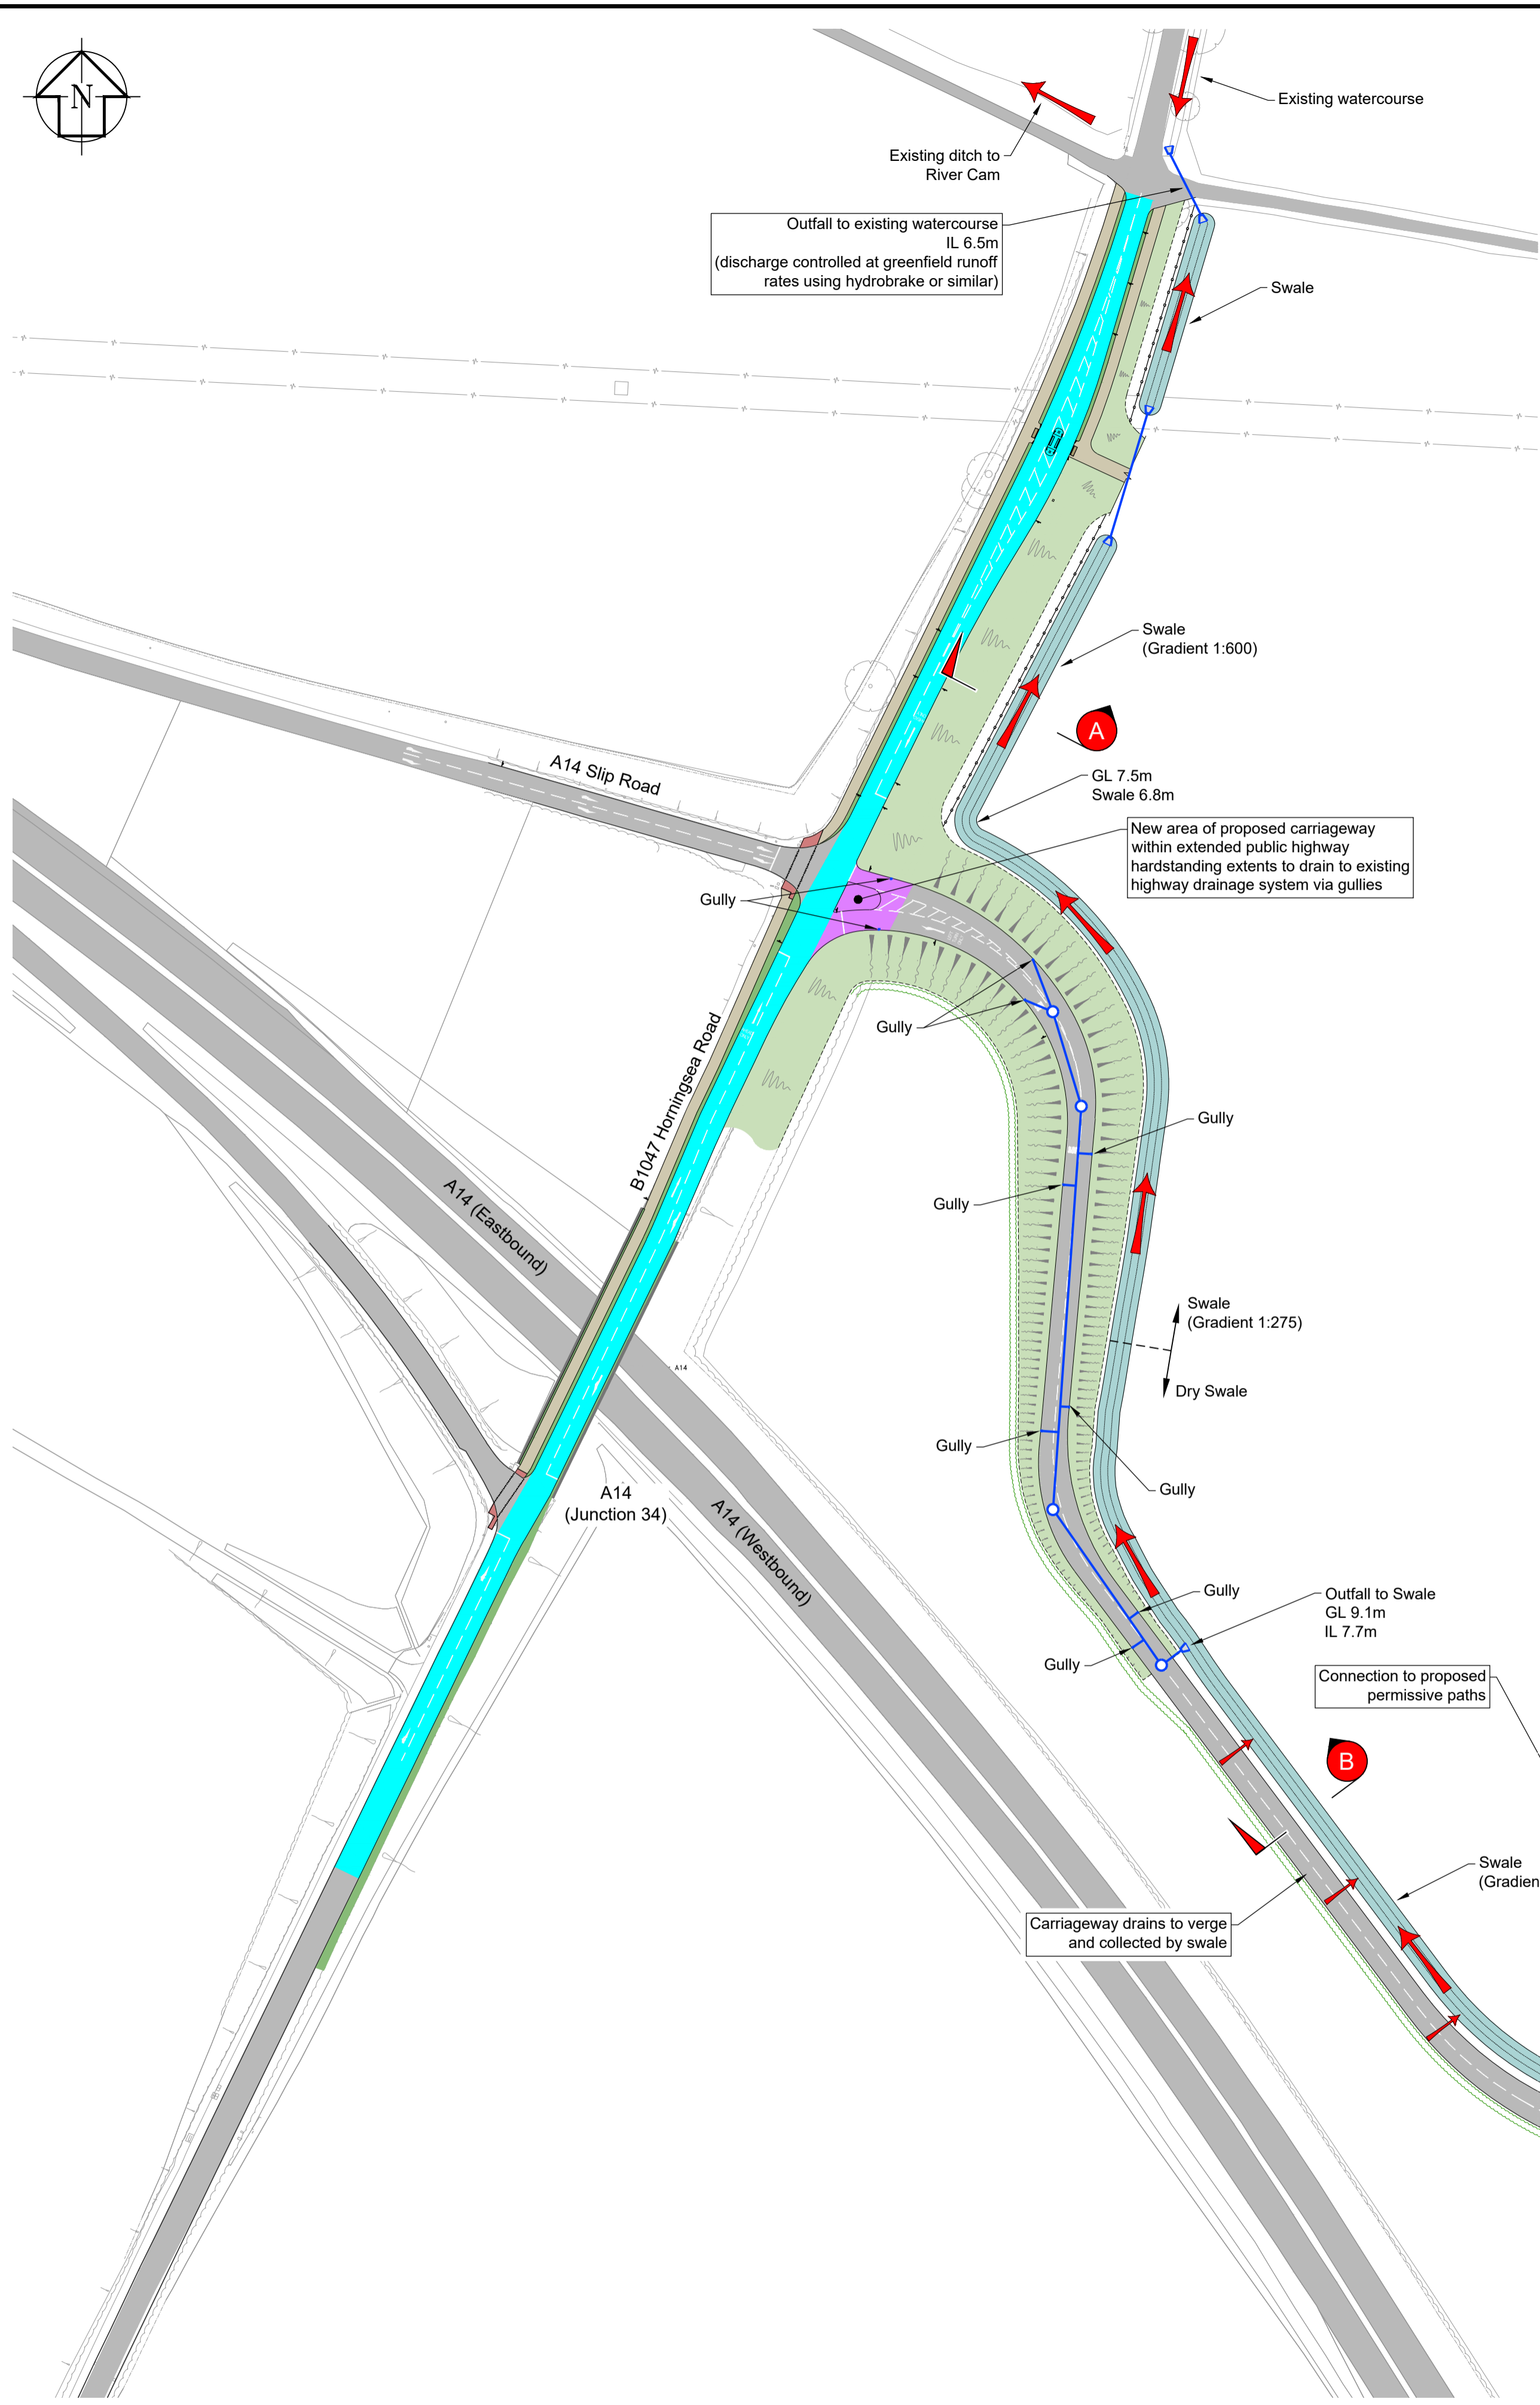 N
Existing watercourse
Existing ditch to
River Cam
Outfall to existing watercourse
IL 6.5m
(discharge controlled at greenfield runoff
rates using hydrobrake or similar)
Swale
Swale
(Gradient 1:600)
A
A14 Slip Road
GL 7.5m
Swale 6.8m
New area of proposed carriageway
within extended public highway
hardstanding extents to drain to existing
highway drainage system via gullies
Gully
Gully
B1047 Horningsea Road
Gully
Gully
A14 (Eastbound)
Swale
(Gradient 1:275)
A14
Dry Swale
Gully
Gully
A14
(Junction 34)
A14 (Westbound)
Gully
Outfall to Swale
GL 9.1m
IL 7.7m
Gully
Connection to proposed
permissive paths
B
Swale
(Gradien
Carriageway drains to verge
and collected by swale